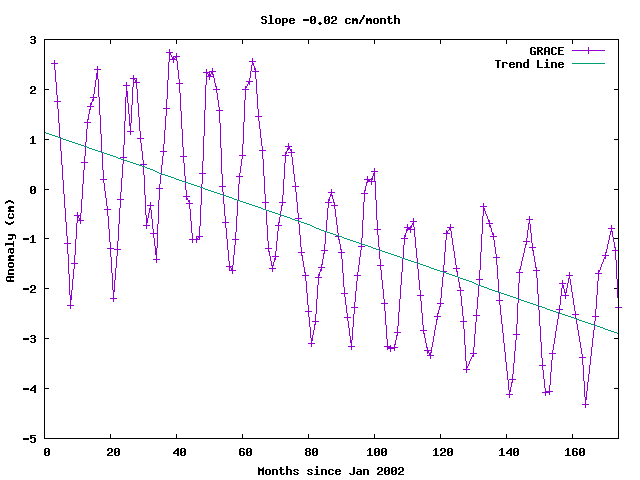 Slope -0.02 cm/month
GRACE
Trend Line
3
2
1
0
-1
-2
-3
-4
-5
Anomaly (cm)
0 20 40 60 80 100 120 140 160
Months since Jan 2002